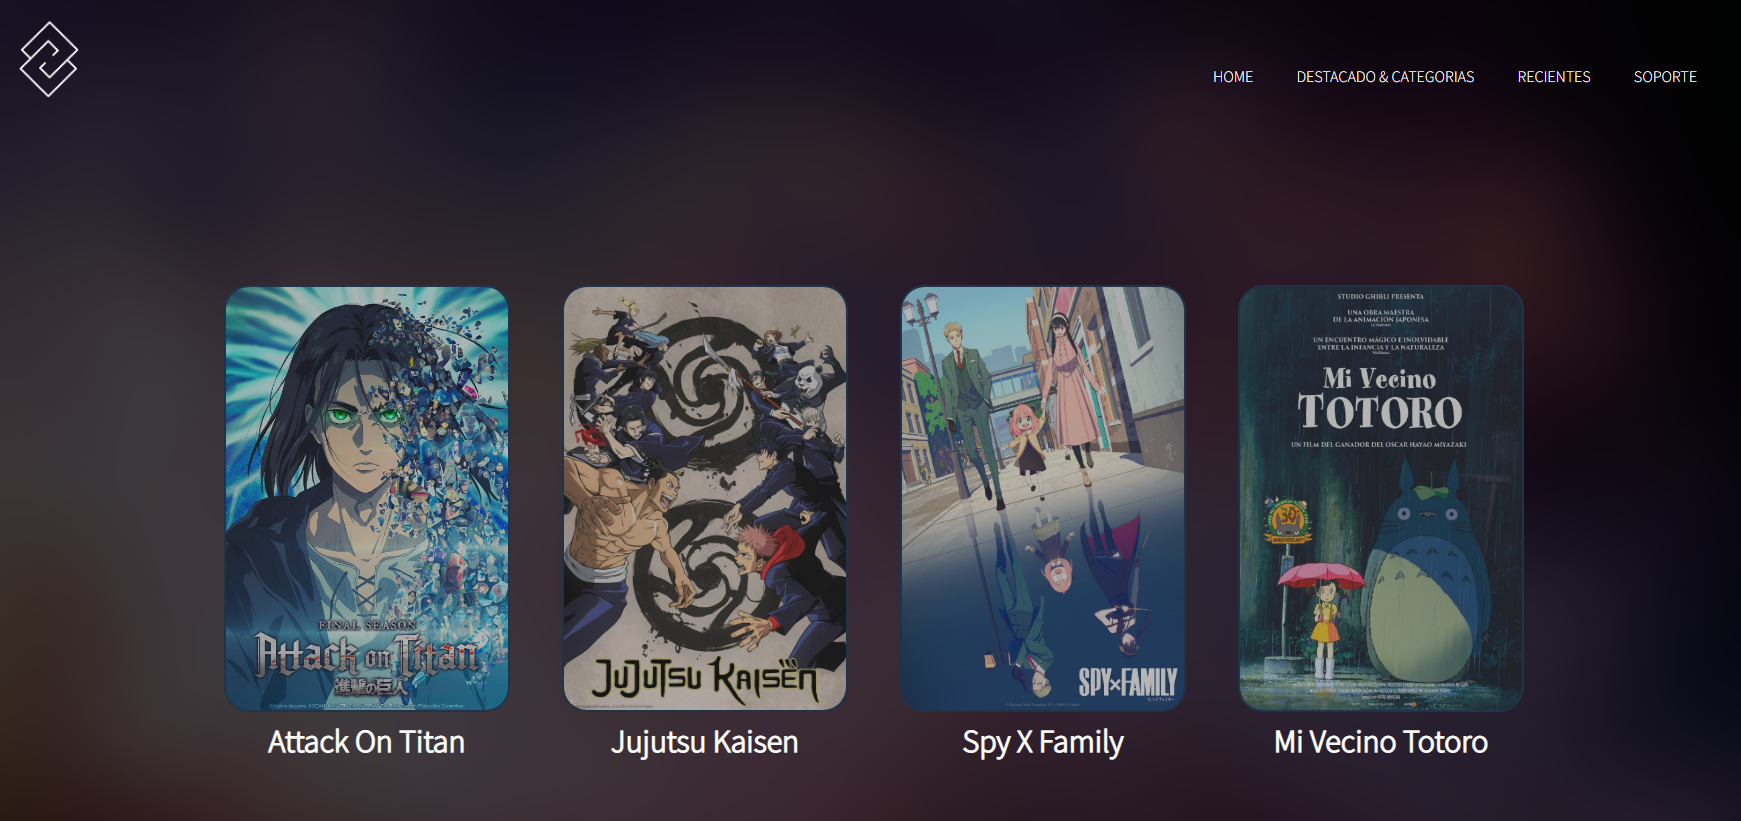 HOME
DESTACADO & CATEGORIAS
RECIENTES
SOPORTE
FINAL SEASON
Attack on Titan
進撃の巨人
JUJUTSU KAISEN
SPY×FAMILY
STUDIO GHIBLI PRESENTA
UNA OBRA MAESTRA
DE LA ANIMACIÓN JAPONESA
UN ENCUENTRO MÁGICO E INOLVIDABLE
ENTRE LA INFANCIA Y LA NATURALEZA
Mi Vecino
TOTORO
UN FILM DEL GANADOR DEL OSCAR HAYAO MIYAZAKI
35
ANNIVERSARY
Attack On Titan
Jujutsu Kaisen
Spy X Family
Mi Vecino Totoro